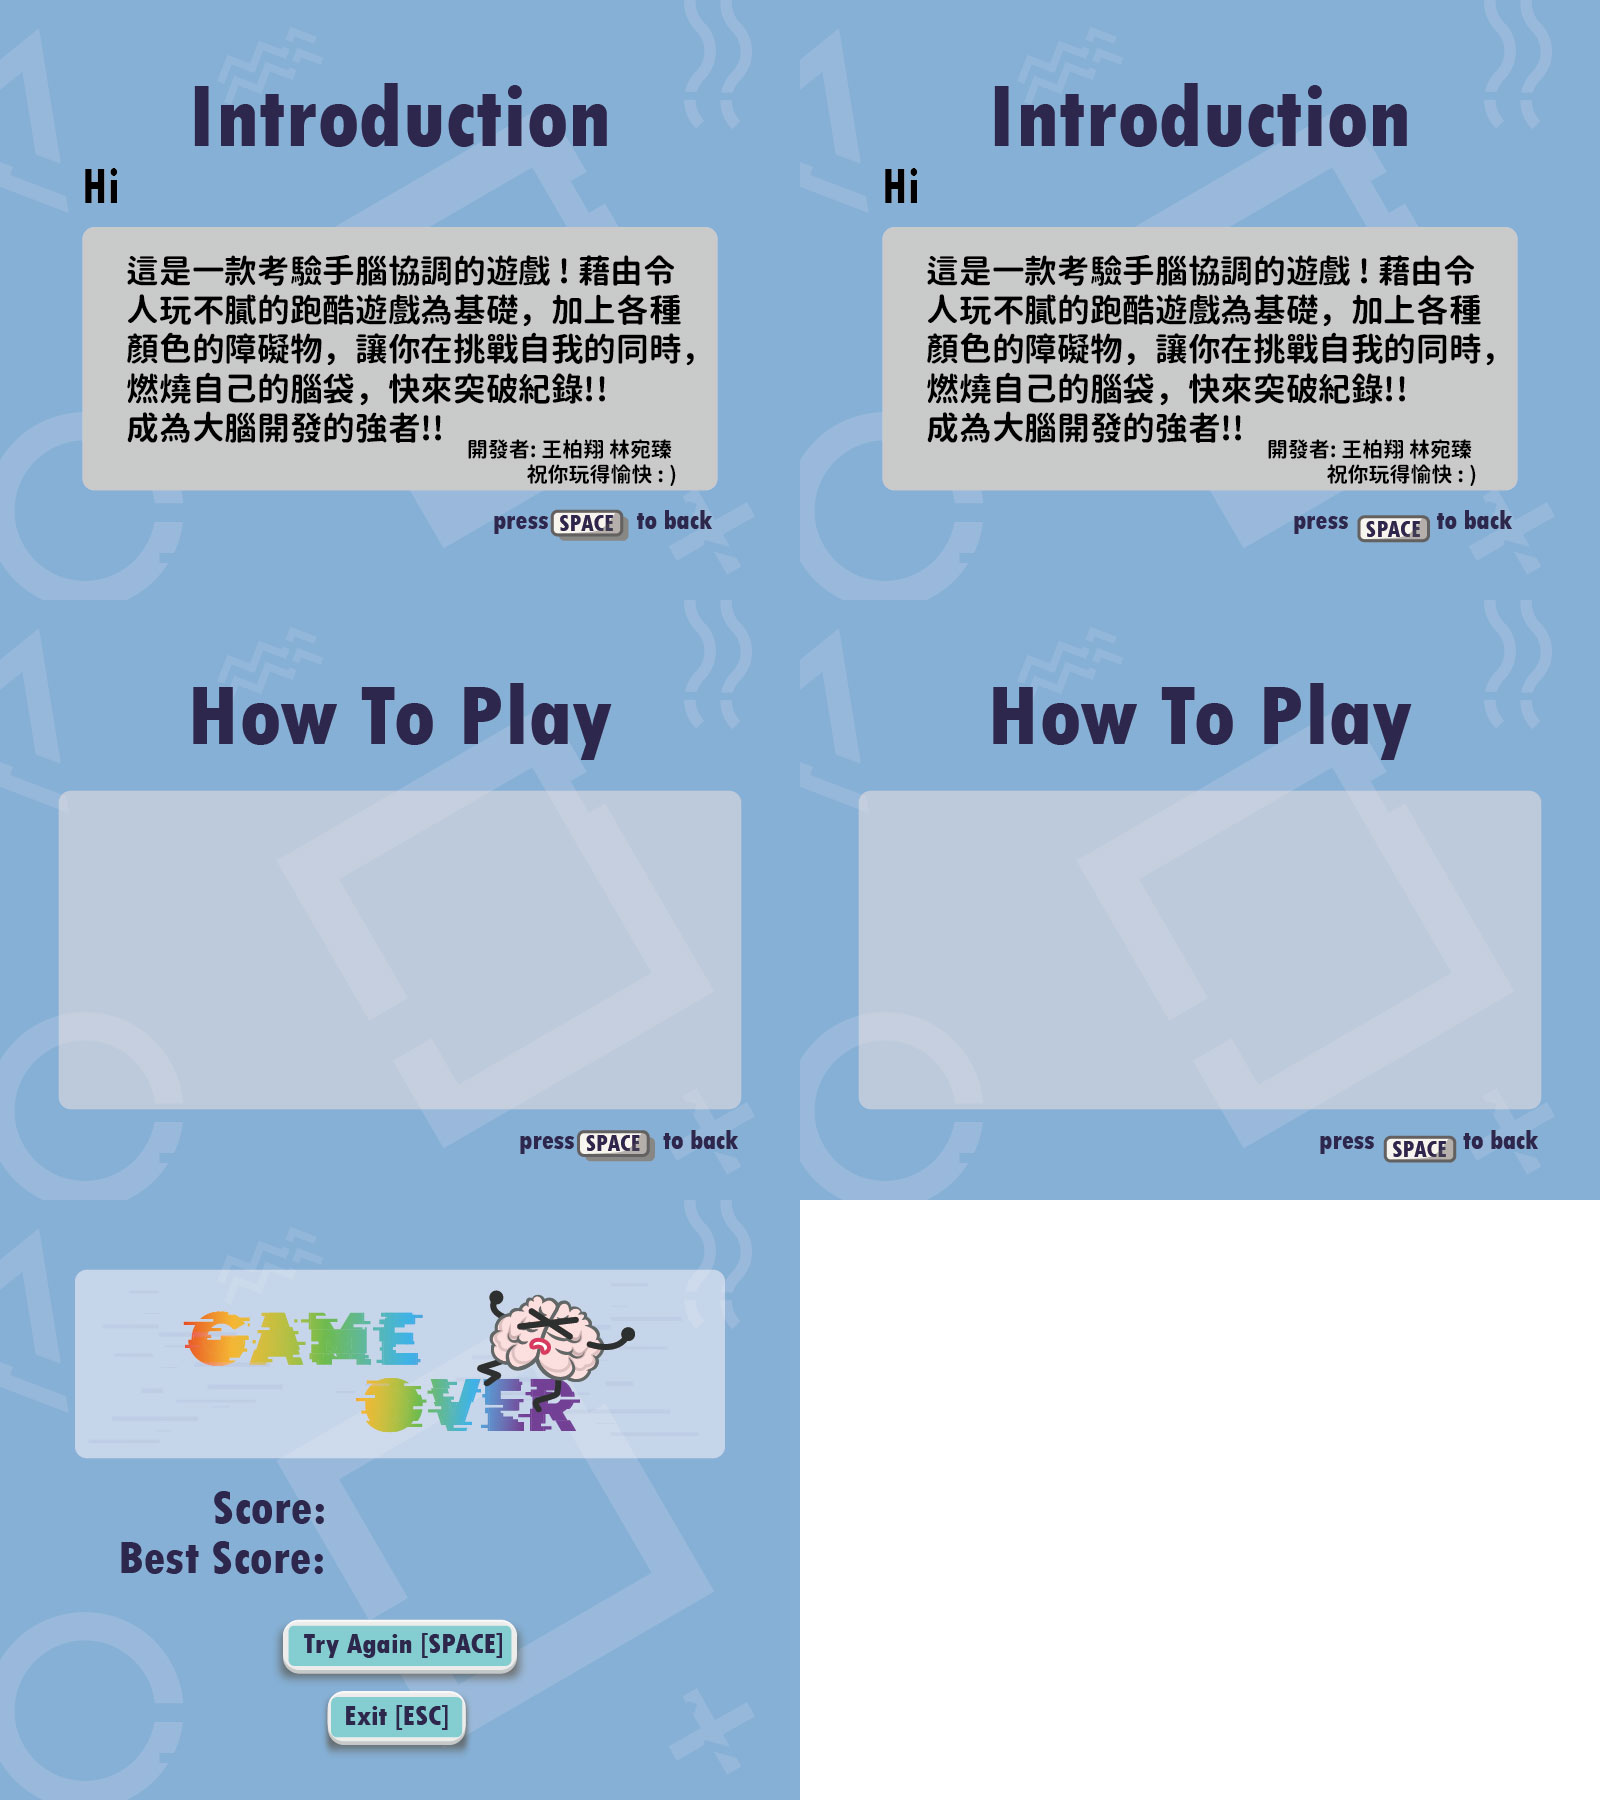 Introduction
Hi
這是一款考驗手腦協調的遊戲！藉由令
人玩不膩的跑酷遊戲為基礎，加上各種
顏色的障礙物，讓你在挑戰自我的同時，
燃燒自己的腦袋，快來突破紀錄!!
成為大腦開發的強者!!
開發者: 王柏翔 林宛臻
祝你玩得愉快 : )
press SPACE to back
Introduction
Hi
這是一款考驗手腦協調的遊戲！藉由令
人玩不膩的跑酷遊戲為基礎，加上各種
顏色的障礙物，讓你在挑戰自我的同時，
燃燒自己的腦袋，快來突破紀錄!!
成為大腦開發的強者!!
開發者: 王柏翔 林宛臻
祝你玩得愉快 : )
press SPACE to back
How To Play
press SPACE to back
How To Play
press SPACE to back
GAME
OVER
Score:
Best Score:
Try Again [SPACE]
Exit [ESC]